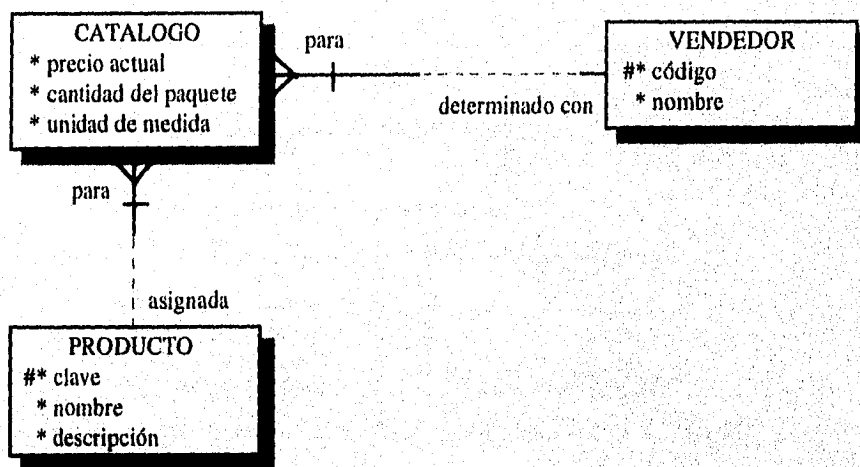 CATALOGO
* precio actual
* cantidad del paquete
* unidad de medida
para
determinado con
VENDEDOR
#* código
* nombre
para
asignada
PRODUCTO
#* clave
* nombre
* descripción